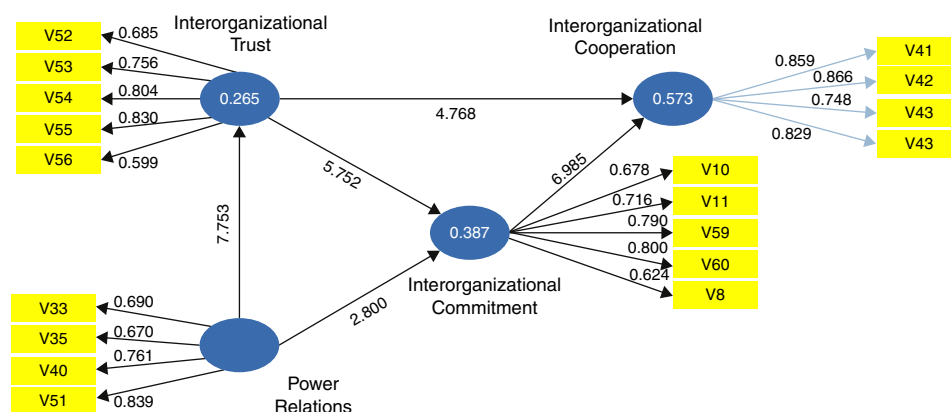 Interorganizational
Trust
Interorganizational
Cooperation
V52
0.685
V53
0.756
V54
0.804
V55
0.830
V56
0.599
0.265
4.768
0.573
0.859
V41
0.866
V42
0.748
V43
0.829
V43
5.752
6.985
7.753
0.387
0.678
V10
0.716
V11
0.790
V59
0.800
V60
0.624
V8
Interorganizational
Commitment
2.800
V33
0.690
V35
0.670
V40
0.761
V51
0.839
Power
Relations